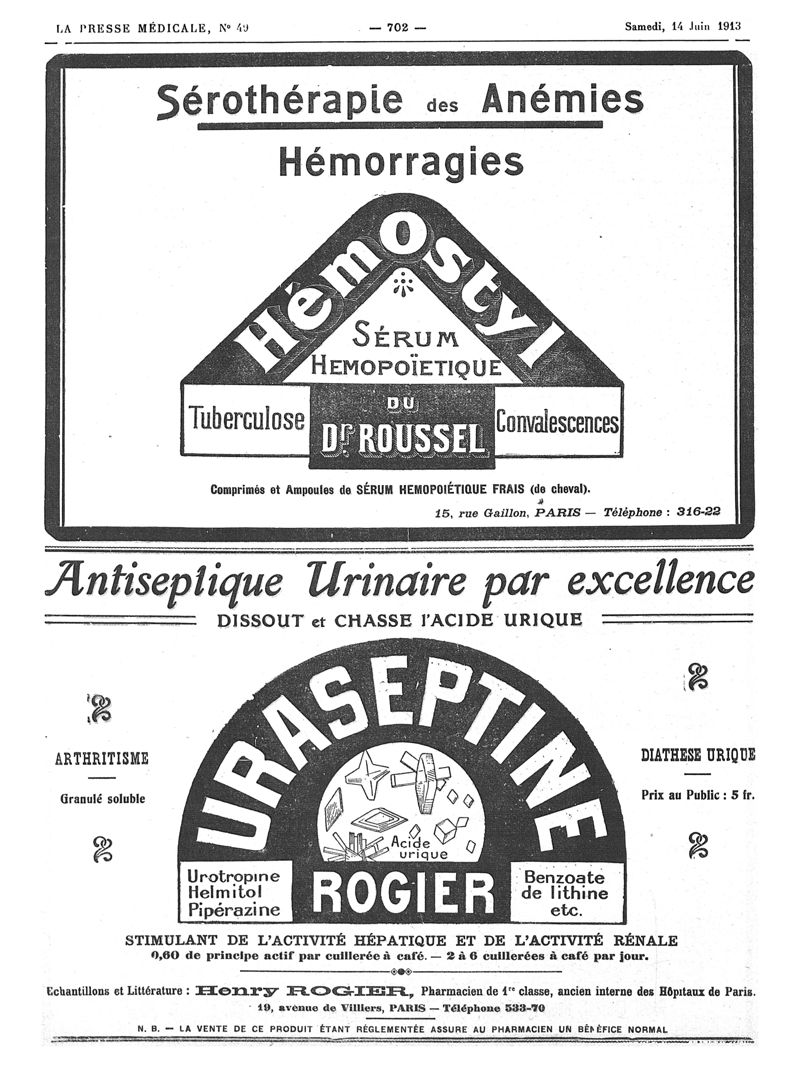 LA PRESSE MÉDICALE, N° 49
— 702 —
Samedi, 14 Juin 1913
Sérothérapie des Anémies
Hémorragies
HémOstyl
SÉRUM
HEMOPOÏETIQUE
DU
Dr. ROUSSEL
Tuberculose
Convalescences
Comprimés et Ampoules de SÉRUM HEMOPOIÉTIQUE FRAIS (de cheval).
15, rue Gaillon, PARIS — Téléphone : 316-22
Antiseptique Urinaire par excellence
DISSOUT et CHASSE l'ACIDE URIQUE
URASEPTINE
ARTHRITISME
Granulé soluble
DIATHESE URIQUE
Prix au Public : 5 fr.
Acide
urique
Urotropine
Helmitol
Pipérazine
ROGIER
Benzoate
de lithine
etc.
STIMULANT DE L'ACTIVITÉ HÉPATIQUE ET DE L'ACTIVITÉ RÉNALE
0,60 de principe actif par cuillerée à café. — 2 à 6 cuillerées à café par jour.
Echantillons et Littérature : Henry ROGIER, Pharmacien de 1re classe, ancien interne des Hôpitaux de Paris.
19, avenue de Villiers, PARIS — Téléphone 533-70
N. B. — LA VENTE DE CE PRODUIT ÉTANT RÉGLEMENTÉE ASSURE AU PHARMACIEN UN BÉNÉFICE NORMAL